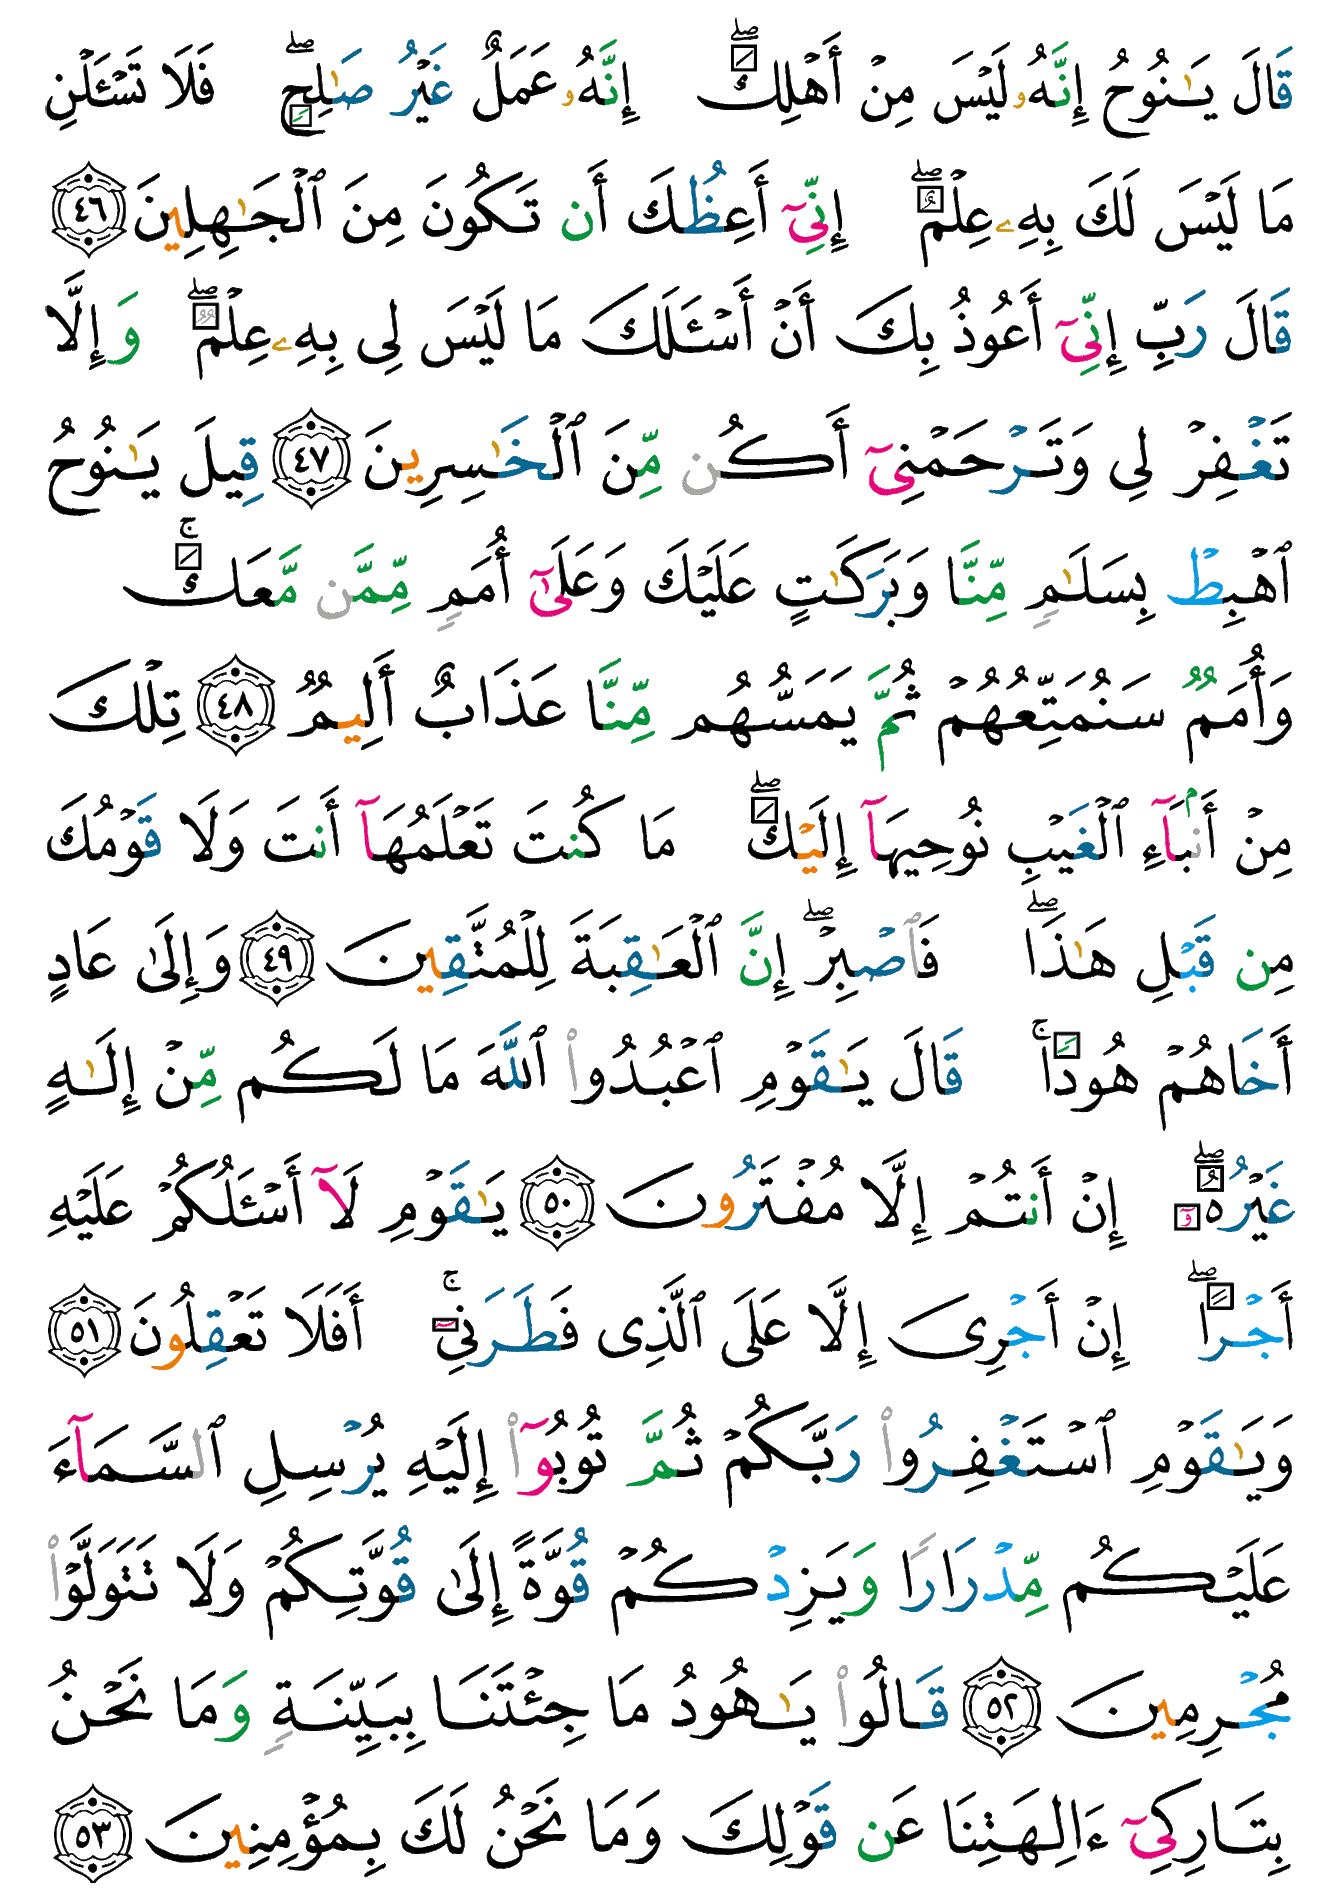 قَالَ يَـٰنُوحُ إِنَّهُۥ لَيْسَ مِنْ أَهْلِكَ ۖ إِنَّهُۥ عَمَلٌ غَيْرُ صَـٰلِحٍ ۖ فَلَا تَسْـَٔلْنِ
مَا لَيْسَ لَكَ بِهِۦ عِلْمٌ ۖ إِنِّىٓ أَعِظُكَ أَن تَكُونَ مِنَ ٱلْجَـٰهِلِينَ ٤٦
قَالَ رَبِّ إِنِّىٓ أَعُوذُ بِكَ أَنْ أَسْـَٔلَكَ مَا لَيْسَ لِى بِهِۦ عِلْمٌ ۖ وَإِلَّا
تَغْفِرْ لِى وَتَرْحَمْنِىٓ أَكُن مِّنَ ٱلْخَـٰسِرِينَ ٤٧ قِيلَ يَـٰنُوحُ
ٱهْبِطْ بِسَلَـٰمٍ مِّنَّا وَبَرَكَـٰتٍ عَلَيْكَ وَعَلَىٰٓ أُمَمٍ مِّمَّن مَّعَكَ ۚ
وَأُمَمٌ سَنُمَتِّعُهُمْ ثُمَّ يَمَسُّهُم مِّنَّا عَذَابٌ أَلِيمٌ ٤٨ تِلْكَ
مِنْ أَنۢبَآءِ ٱلْغَيْبِ نُوحِيهَآ إِلَيْكَ ۖ مَا كُنتَ تَعْلَمُهَآ أَنتَ وَلَا قَوْمُكَ
مِن قَبْلِ هَـٰذَا ۖ فَٱصْبِرْ ۖ إِنَّ ٱلْعَـٰقِبَةَ لِلْمُتَّقِينَ ٤٩ وَإِلَىٰ عَادٍ
أَخَاهُمْ هُودًا ۚ قَالَ يَـٰقَوْمِ ٱعْبُدُوا۟ ٱللَّهَ مَا لَكُم مِّنْ إِلَـٰهٍ
غَيْرُهُۥٓ ۖ إِنْ أَنتُمْ إِلَّا مُفْتَرُونَ ٥٠ يَـٰقَوْمِ لَآ أَسْـَٔلُكُمْ عَلَيْهِ
أَجْرًا ۖ إِنْ أَجْرِىَ إِلَّا عَلَى ٱلَّذِى فَطَرَنِىٓ ۚ أَفَلَا تَعْقِلُونَ ٥١
وَيَـٰقَوْمِ ٱسْتَغْفِرُوا۟ رَبَّكُمْ ثُمَّ تُوبُوٓا۟ إِلَيْهِ يُرْسِلِ ٱلسَّمَآءَ
عَلَيْكُم مِّدْرَارًا وَيَزِدْكُمْ قُوَّةً إِلَىٰ قُوَّتِكُمْ وَلَا تَتَوَلَّوْا۟
مُجْرِمِينَ ٥٢ قَالُوا۟ يَـٰهُودُ مَا جِئْتَنَا بِبَيِّنَةٍ وَمَا نَحْنُ
بِتَارِكِىٓ ءَالِهَتِنَا عَن قَوْلِكَ وَمَا نَحْنُ لَكَ بِمُؤْمِنِينَ ٥٣